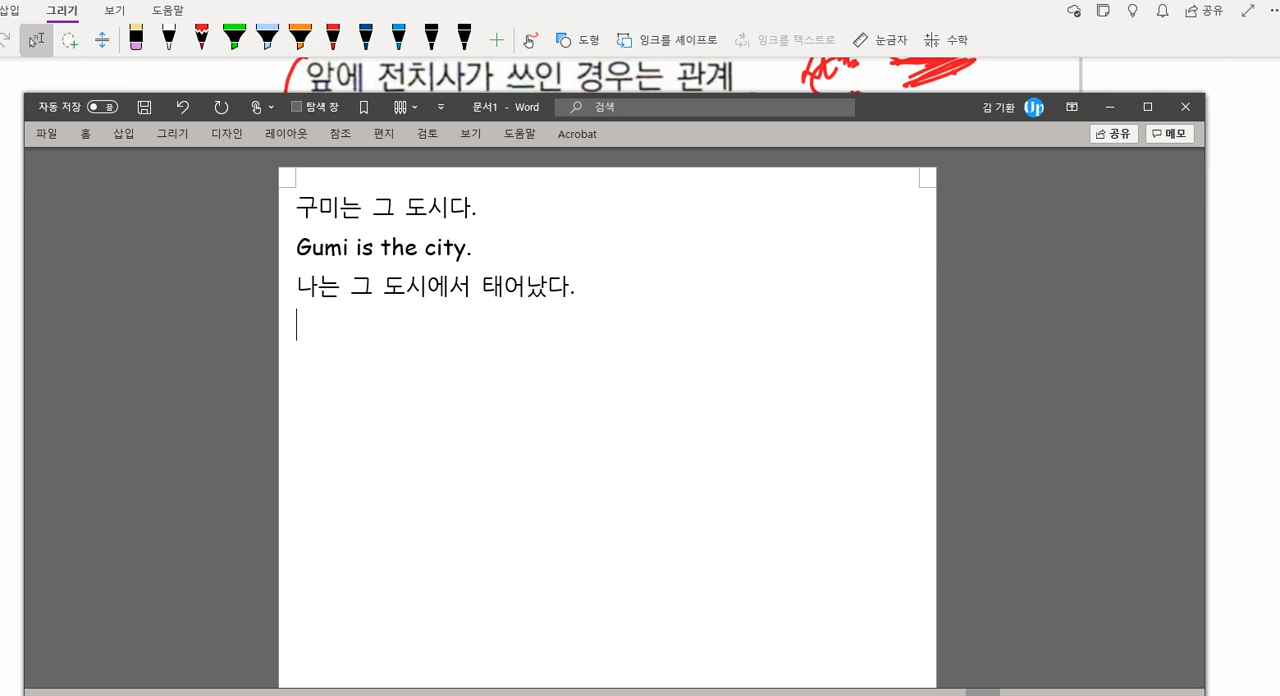 삽입 그리기 보기 도움말 공유
도형 잉크를 셰이프로 잉크를 텍스트로 눈금자 수학
앞에 전치사가 쓰인 경우는 관계
자동 저장 끔 탐색 창 문서1 - Word 검색 김 기환 Up
파일 홈 삽입 그리기 디자인 레이아웃 참조 편지 검토 보기 도움말 Acrobat 공유 메모
구미는 그 도시다.
Gumi is the city.
나는 그 도시에서 태어났다.